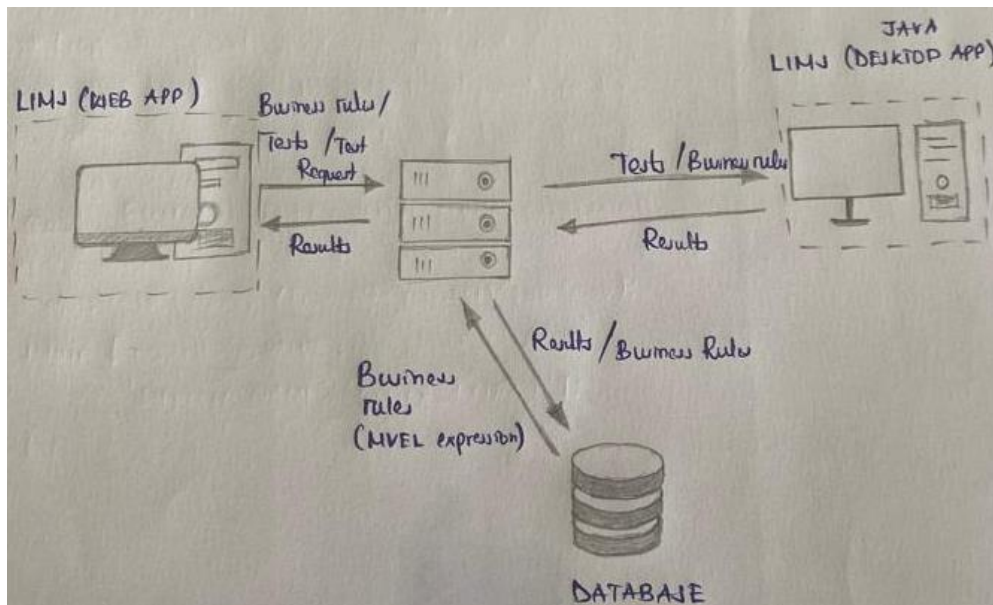 JAVA
LIMS (DESKTOP APP)
LIMS (WEB APP)
Business rules/
Tests / Test
Request
Results
Tests / Business rules
Results
Results / Business Rules
Business
rules
(MVEL expression)
DATABASE